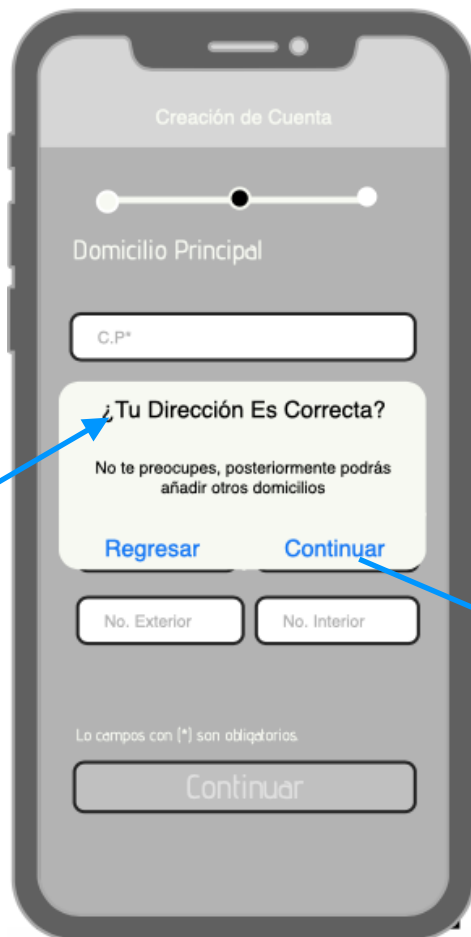 Creación de Cuenta
Domicilio Principal
C.P*
¿Tu Dirección Es Correcta?
No te preocupes, posteriormente podrás
añadir otros domicilios
Regresar Continuar
No. Exterior No. Interior
Lo campos con (*) son obligatorios.
Continuar